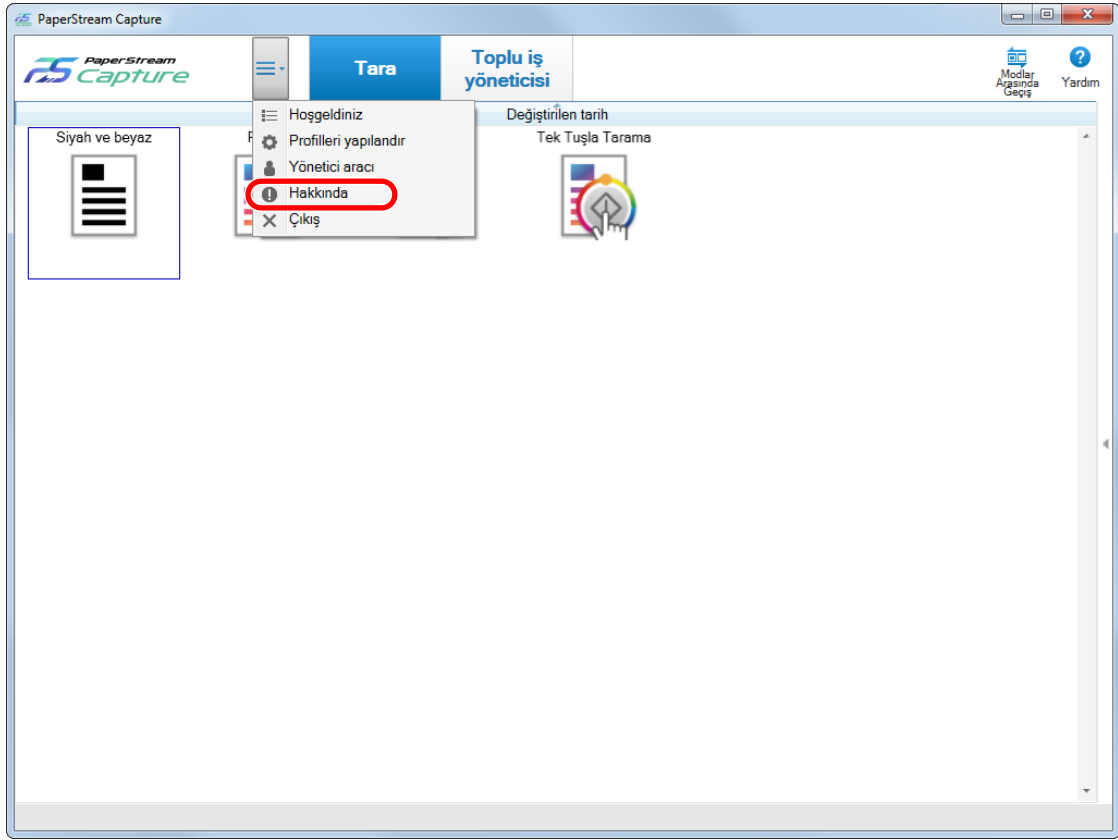 PaperStream Capture
PaperStream
Capture
Tara
Toplu iş
yöneticisi
Modlar
Arasında
Geçiş
Yardım
Değiştirilen tarih
Hoşgeldiniz
Profilleri yapılandır
Yönetici aracı
Hakkında
Çıkış
Siyah ve beyaz
Tek Tuşla Tarama